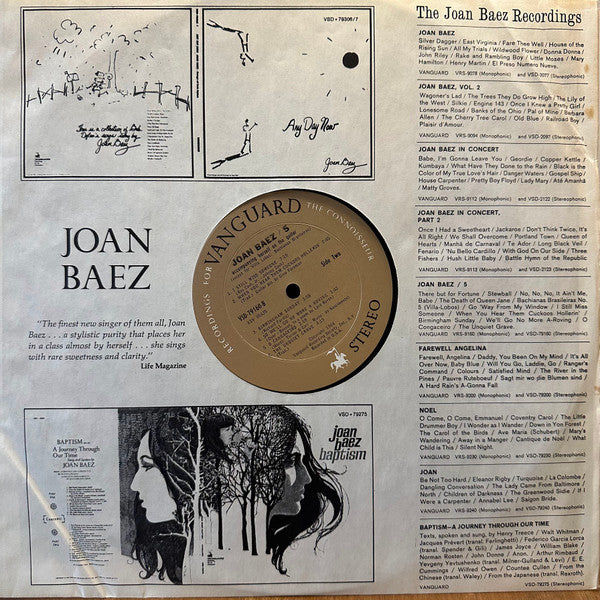 VSD • 79306/7
This is a collection of Bob
Dylan's songs sung by
Joan Baez
Any Day Now
Joan Baez
JOAN
BAEZ
"The finest new singer of them all, Joan
Baez . . . a stylistic purity that places her
in a class almost by herself . . . she sings
with rare sweetness and clarity."
Life Magazine
RECORDINGS FOR VANGUARD THE CONNOISSEUR
JOAN BAEZ / 5
Side Two
STEREO
BAPTISM
A Journey Through
Our Time
JOAN BAEZ
VSD • 79275
joan
baez
baptism
The Joan Baez Recordings
JOAN BAEZ
Silver Dagger / East Virginia / Fare Thee Well / House of the
Rising Sun / All My Trials / Wildwood Flower / Donna Donna /
John Riley / Rake and Rambling Boy / Little Moses / Mary
Hamilton / Henry Martin / El Preso Numero Nueve.
VANGUARD VRS-9078 (Monophonic) and VSD-2077 (Stereophonic)
JOAN BAEZ, VOL. 2
Wagoner's Lad / The Trees They Do Grow High / The Lily of
the West / Silkie / Engine 143 / Once I Knew a Pretty Girl /
Lonesome Road / Banks of the Ohio / Pal of Mine / Barbara
Allen / The Cherry Tree Carol / Old Blue / Railroad Boy /
Plaisir d'Amour.
VANGUARD VRS-9094 (Monophonic) and VSD-2097 (Stereophonic)
JOAN BAEZ IN CONCERT
Babe, I'm Gonna Leave You / Geordie / Copper Kettle /
Kumbaya / What Have They Done to the Rain / Black is the
Color of My True Love's Hair / Danger Waters / Gospel Ship /
House Carpenter / Pretty Boy Floyd / Lady Mary / Até Amanhã
/ Matty Groves.
VANGUARD VRS-9112 (Monophonic) and VSD-2122 (Stereophonic)
JOAN BAEZ IN CONCERT,
PART 2
Once I Had a Sweetheart / Jackaroe / Don't Think Twice, It's
All Right / We Shall Overcome / Portland Town / Queen of
Hearts / Manhã de Carnaval / Te Ador / Long Black Veil /
Fenario / 'Nu Bello Cardillo / With God On Our Side / Three
Fishers / Hush Little Baby / Battle Hymn of the Republic
VANGUARD VRS-9113 (Monophonic) and VSD-2123 (Stereophonic)
JOAN BAEZ / 5
There but for Fortune / Stewball / No, No, No, It Ain't Me,
Babe / The Death of Queen Jane / Bachianas Brasileiras No.
5 (Villa-Lobos) / Go 'Way From My Window / I Still Miss
Someone / When You Hear Them Cuckoos Hollerin' /
Birmingham Sunday / We'll Go No More A-Roving / O
Congaceiro / The Unquiet Grave.
VANGUARD VRS-9160 (Monophonic) and VSD-79160 (Stereophonic)
FAREWELL ANGELINA
Farewell, Angelina / Daddy, You Been On My Mind / It's All
Over Now, Baby Blue / Will You Go, Laddie, Go / Ranger's
Command / Colours / Satisfied Mind / The River in the
Pines / Pauvre Ruteboeuf / Sagt mir wo die Blumen sind /
A Hard Rain's A-Gonna Fall.
VANGUARD VRS-9200 (Monophonic) and VSD-79200 (Stereophonic)
NOEL
O Come, O Come, Emmanuel / Coventry Carol / The Little
Drummer Boy / I Wonder as I Wander / Down in Yon Forest /
The Carol of the Birds / Ave Maria (Schubert) / Mary's
Wandering / Away in a Manger / Cantique de Noël / What
Child is This / Silent Night.
VANGUARD VRS-9230 (Monophonic) and VSD-79230 (Stereophonic)
JOAN
Be Not Too Hard / Eleanor Rigby / Turquoise / La Colombe /
Dangling Conversation / The Lady Came From Baltimore /
North / Children of Darkness / The Greenwood Sidie / If I
Were a Carpenter / Annabel Lee / Saigon Bride.
VANGUARD VRS-9240 (Monophonic) and VSD-79240 (Stereophonic)
BAPTISM—A JOURNEY THROUGH OUR TIME
Texts, spoken and sung, by Henry Treece / Walt Whitman /
Jacques Prévert (transl. Ferlinghetti) / Federico Garcia Lorca
(transl. Spender & Gili) / James Joyce / William Blake /
Norman Rosten / John Donne / Anon. / Arthur Rimbaud /
Yevgeny Yevtushenko (transl. Milner-Gulland & Levi) / E. E.
Cummings / Wilfred Owen / Countee Cullen / From the
Chinese (transl. Waley) / From the Japanese (transl. Rexroth).
VSD-79275 (Stereophonic)